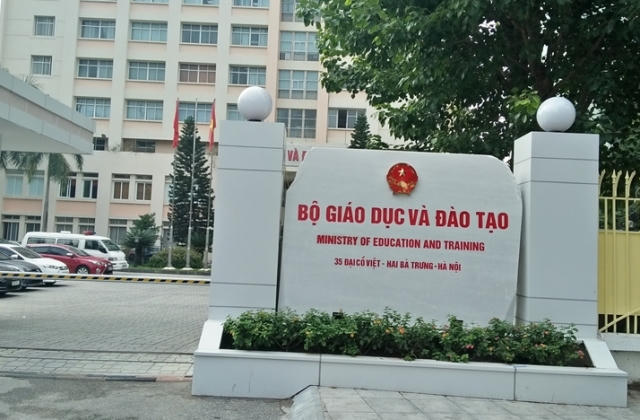 BỘ GIÁO DỤC VÀ ĐÀO TẠO
MINISTRY OF EDUCATION AND TRAINING
35 ĐẠI CỒ VIỆT - HAI BÀ TRƯNG - HÀ NỘI